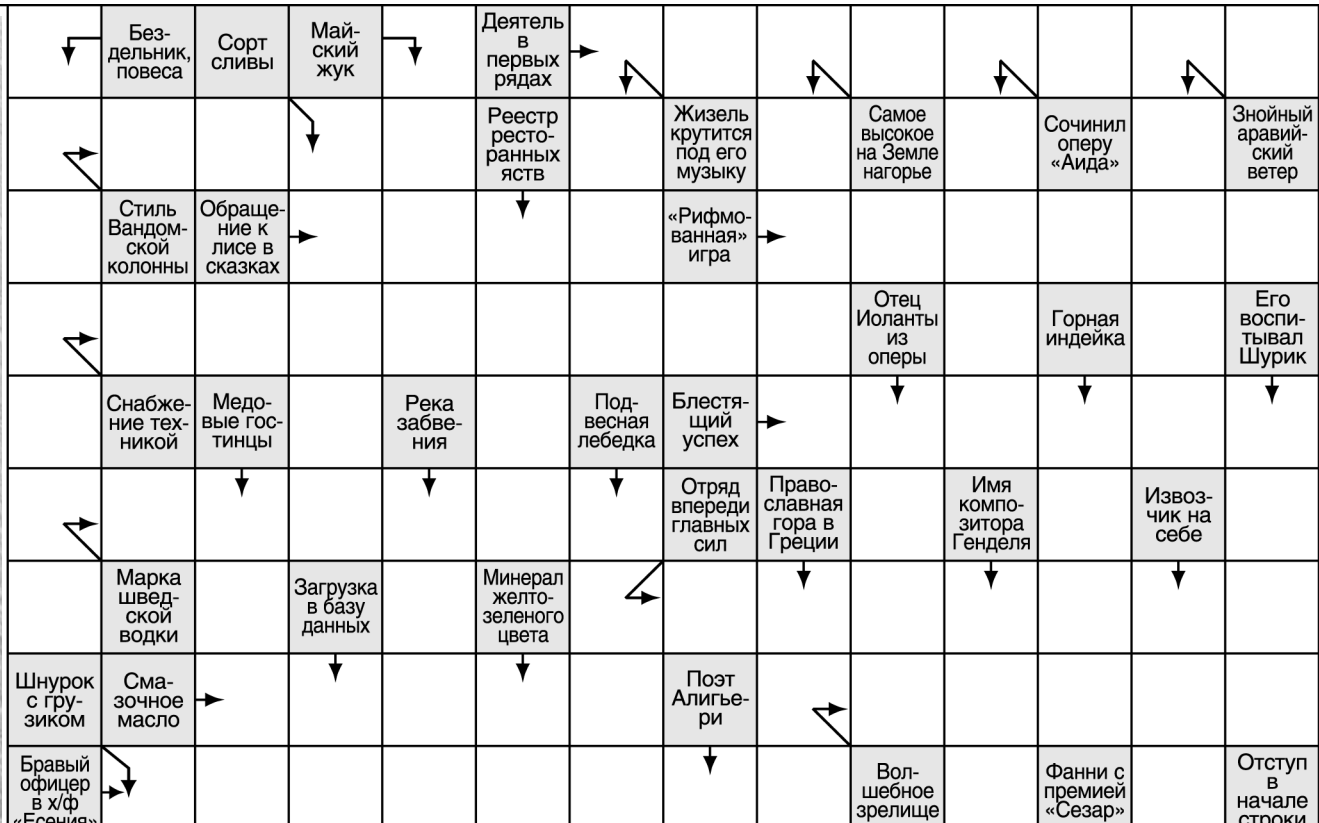 Без-
дельник,
повеса
Сорт
сливы
Май-
ский
жук
Деятель
в
первых
рядах
Реестр
ресто-
ранных
яств
Жизель
крутится
под его
музыку
Самое
высокое
на Земле
нагорье
Сочинил
оперу
«Аида»
Знойный
аравий-
ский
ветер
Стиль
Вандом-
ской
колонны
Обраще-
ние к
лисе в
сказках
«Рифмо-
ванная»
игра
Отец
Иоланты
из
оперы
Горная
индейка
Его
воспи-
тывал
Шурик
Снабже-
ние тех-
никой
Медо-
вые гос-
тинцы
Река
забве-
ния
Под-
весная
лебедка
Блестя-
щий
успех
Отряд
впереди
главных
сил
Право-
славная
гора в
Греции
Имя
компо-
зитора
Генделя
Извоз-
чик на
себе
Марка
швед-
ской
водки
Загрузка
в базу
данных
Минерал
желто-
зеленого
цвета
Шнурок
с гру-
зиком
Сма-
зочное
масло
Поэт
Алигье-
ри
Бравый
офицер
в х/ф
«Есения»
Вол-
шебное
зрелище
Фанни с
премией
«Сезар»
Отступ
в
начале
строки